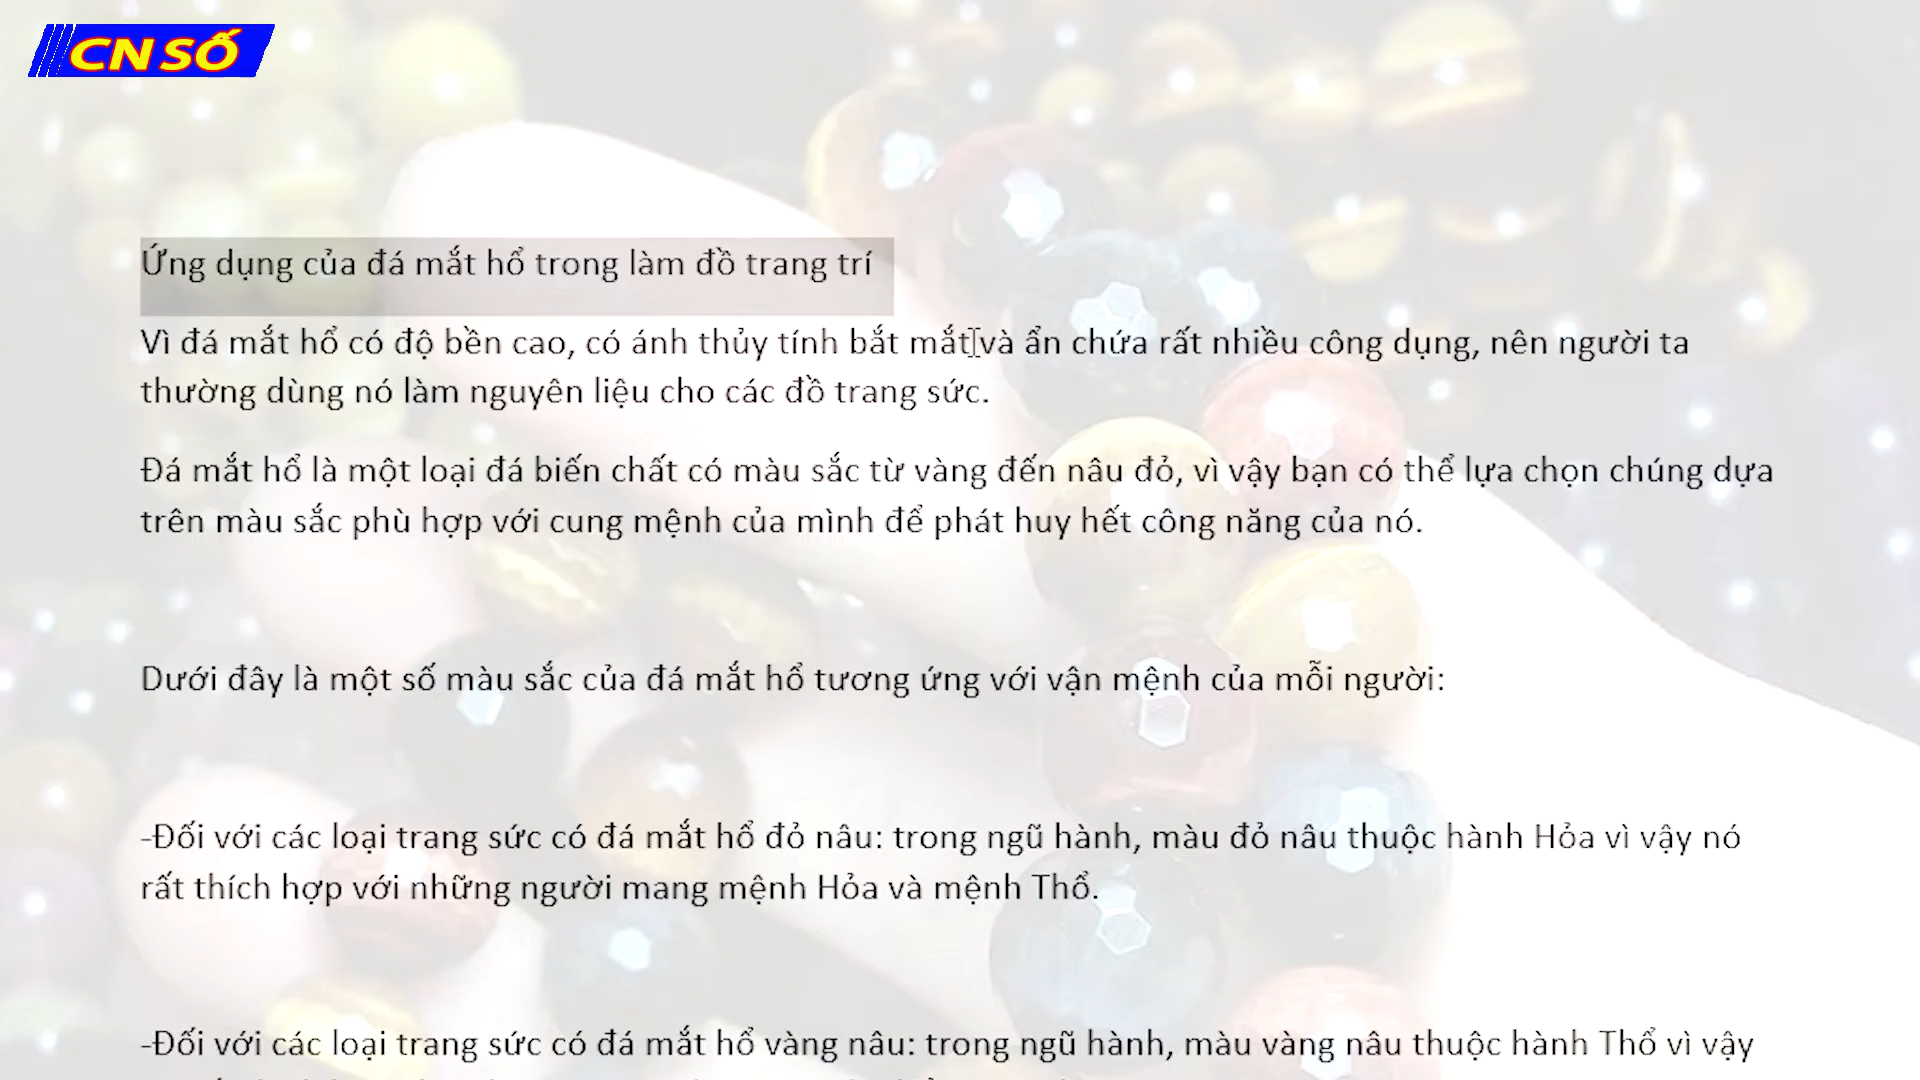 CN SỐ
Ứng dụng của đá mắt hổ trong làm đồ trang trí
Vì đá mắt hổ có độ bền cao, có ánh thủy tính bắt mắt và ẩn chứa rất nhiều công dụng, nên người ta
thường dùng nó làm nguyên liệu cho các đồ trang sức.
Đá mắt hổ là một loại đá biến chất có màu sắc từ vàng đến nâu đỏ, vì vậy bạn có thể lựa chọn chúng dựa
trên màu sắc phù hợp với cung mệnh của mình để phát huy hết công năng của nó.
Dưới đây là một số màu sắc của đá mắt hổ tương ứng với vận mệnh của mỗi người:
-Đối với các loại trang sức có đá mắt hổ đỏ nâu: trong ngũ hành, màu đỏ nâu thuộc hành Hỏa vì vậy nó
rất thích hợp với những người mang mệnh Hỏa và mệnh Thổ.
-Đối với các loại trang sức có đá mắt hổ vàng nâu: trong ngũ hành, màu vàng nâu thuộc hành Thổ vì vậy